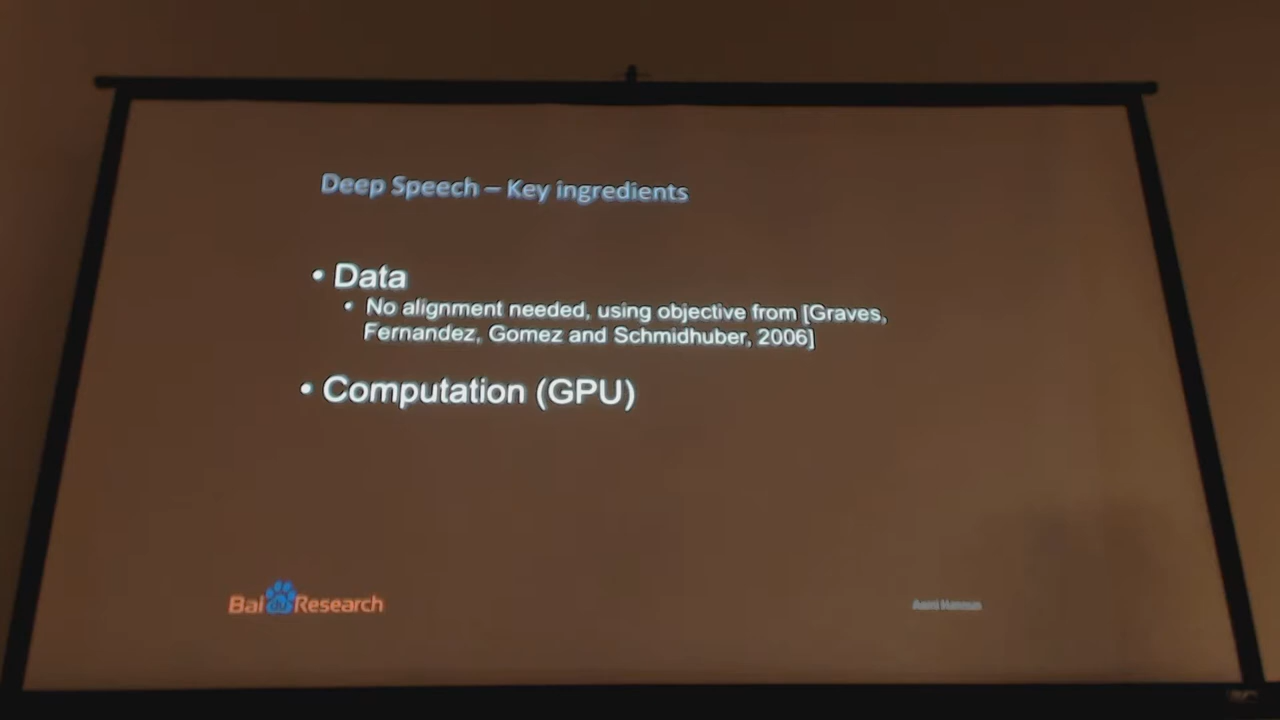 Deep Speech – Key ingredients
• Data
• No alignment needed, using objective from [Graves,
Fernandez, Gomez and Schmidhuber, 2006]
• Computation (GPU)
Bai du Research